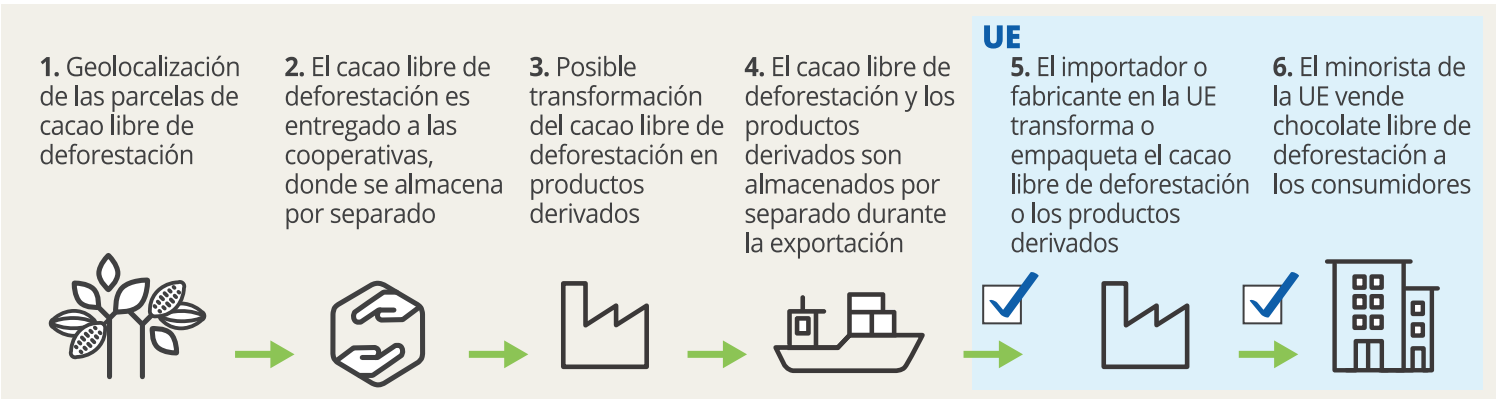 1. Geolocalización
de las parcelas de
cacao libre de
deforestación
2. El cacao libre de
deforestación es
entregado a las
cooperativas,
donde se almacena
por separado
3. Posible
transformación
del cacao libre de
deforestación en
productos
derivados
4. El cacao libre de
deforestación y los
productos
derivados son
almacenados por
separado durante
la exportación
UE
5. El importador o
fabricante en la UE
transforma o
empaqueta el cacao
libre de deforestación
o los productos
derivados
6. El minorista de
la UE vende
chocolate libre de
deforestación a
los consumidores